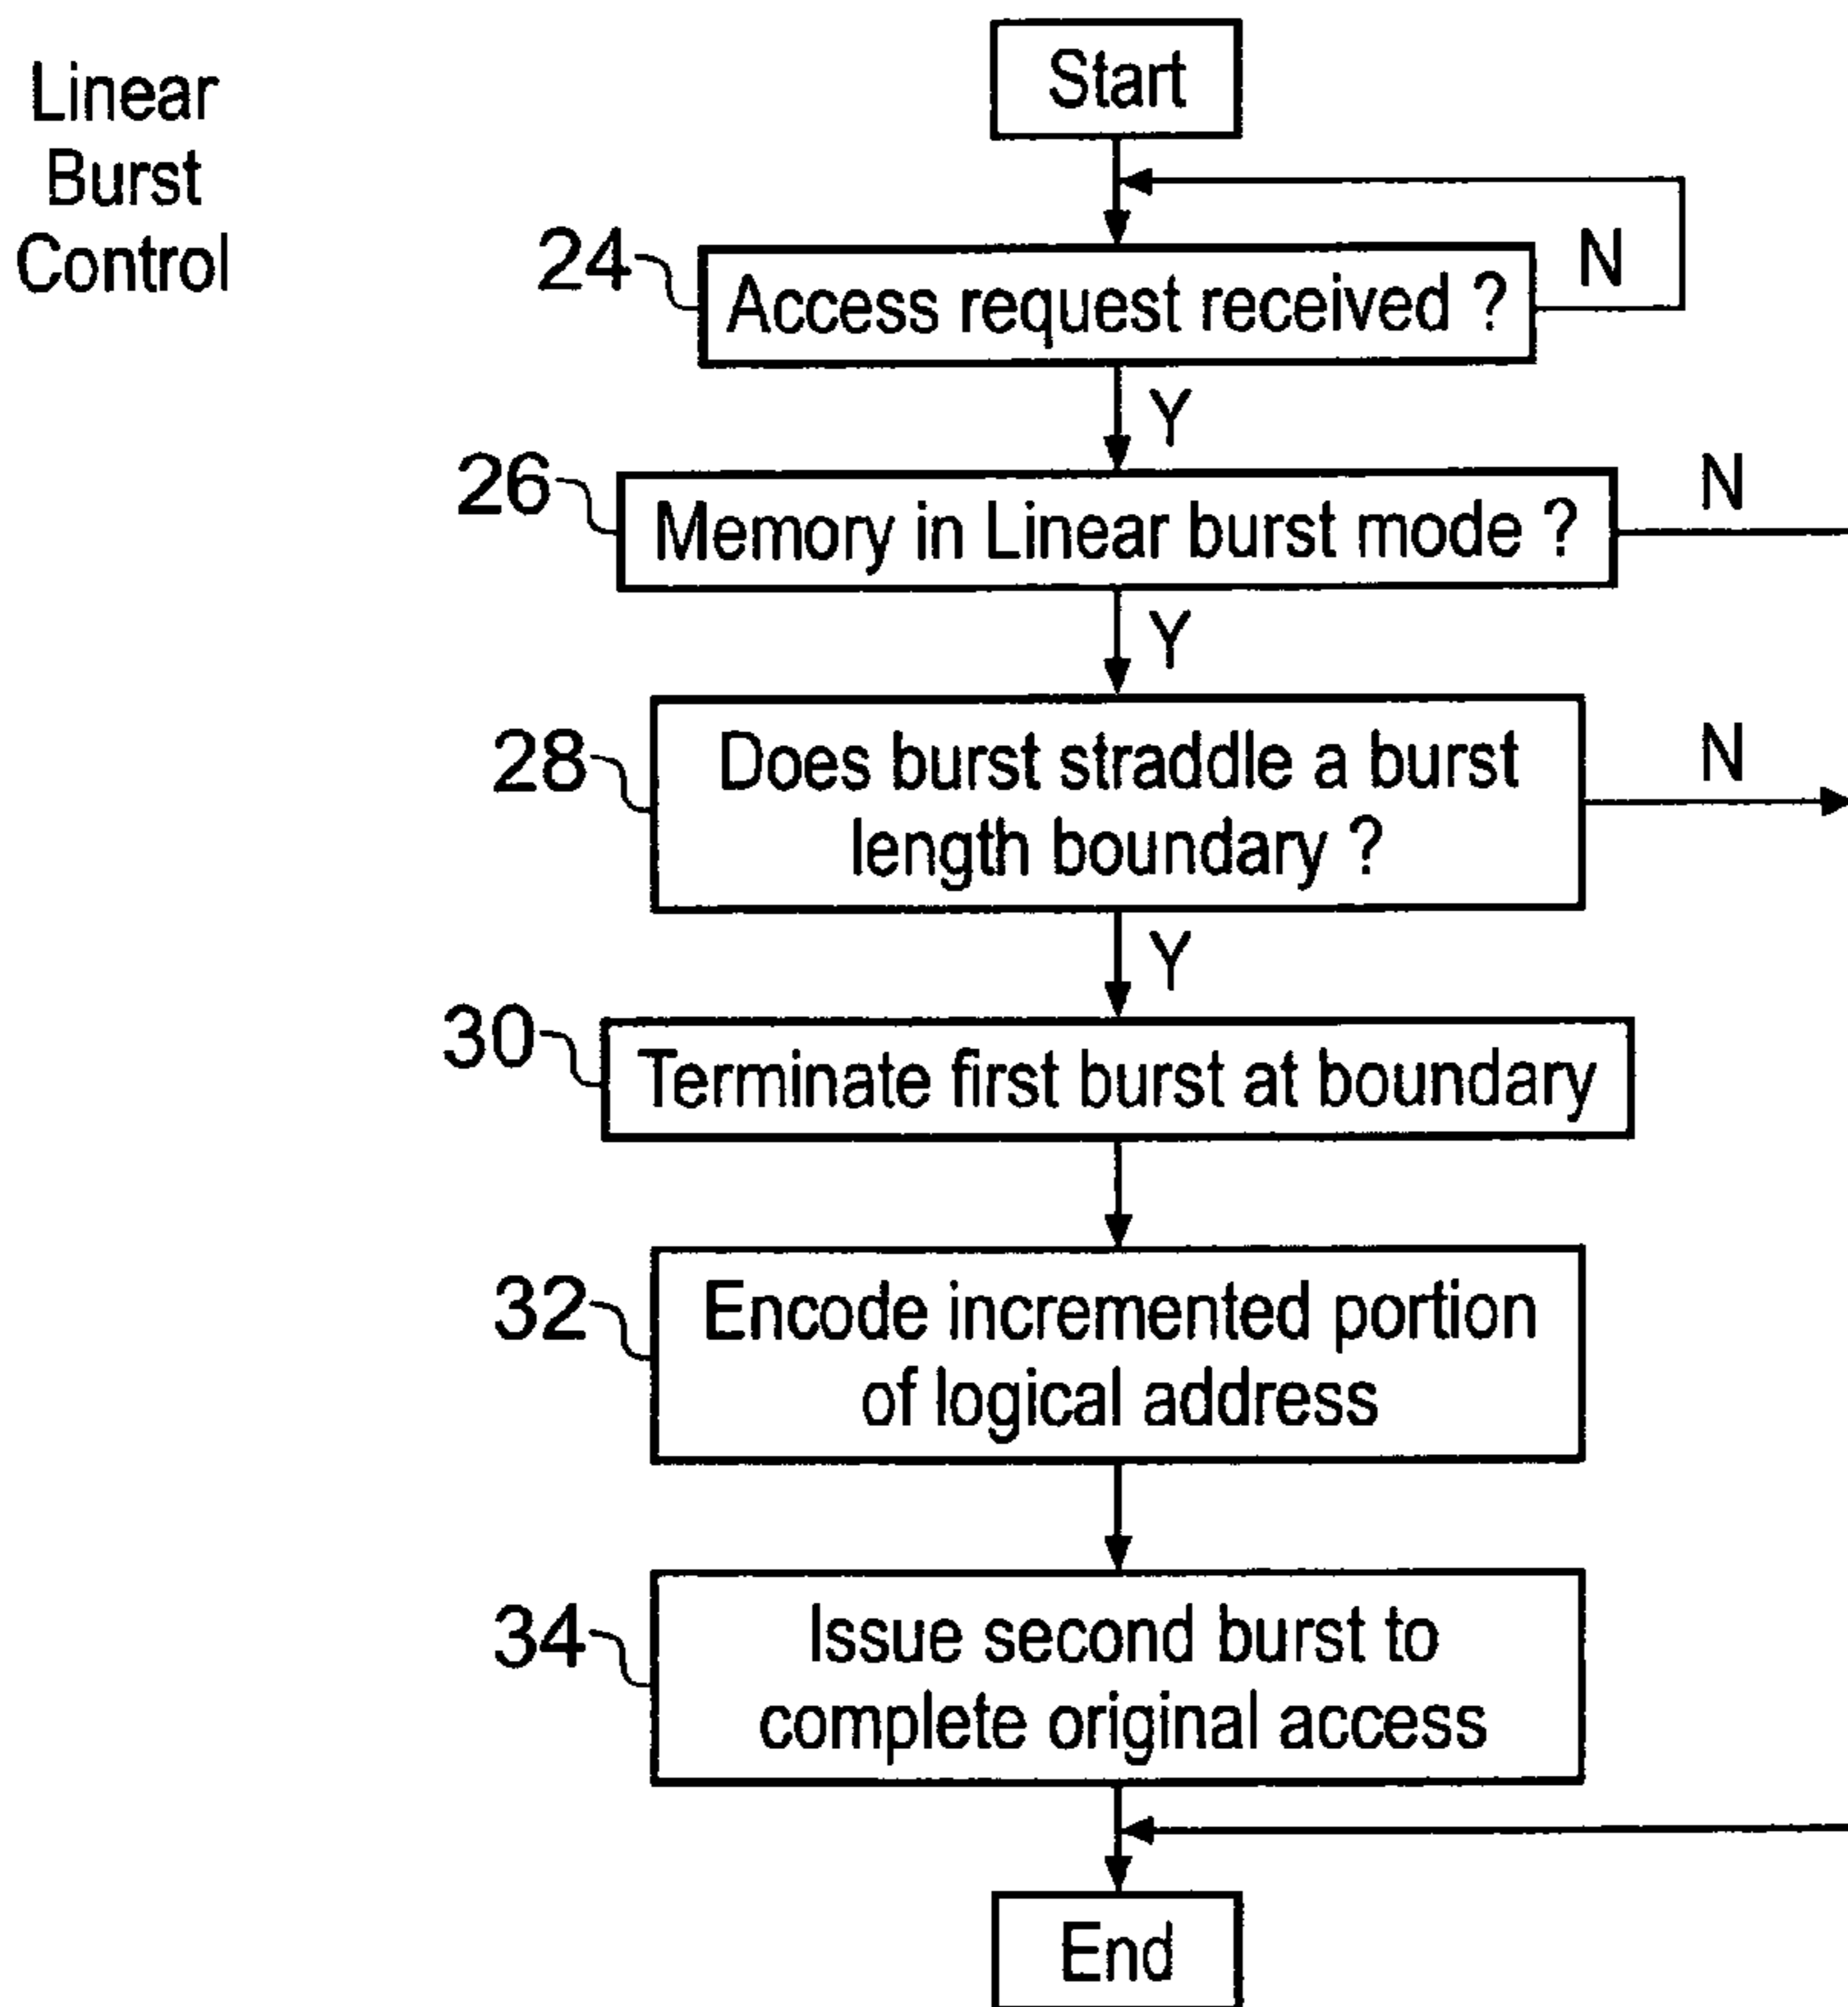 Linear
Burst
Control
Start
24
Access request received ?
N
Y
26
Memory in Linear burst mode ?
N
Y
28
Does burst straddle a burst
length boundary ?
N
Y
30
Terminate first burst at boundary
32
Encode incremented portion
of logical address
34
Issue second burst to
complete original access
End